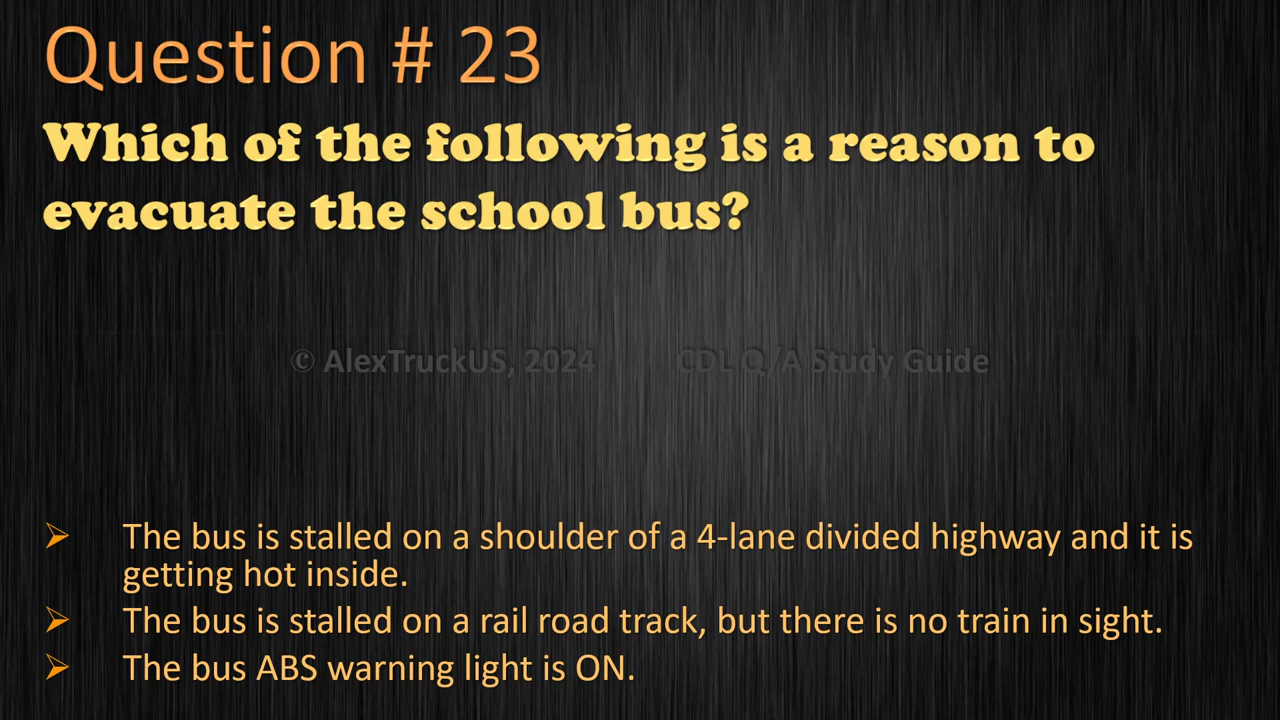 Question # 23
Which of the following is a reason to
evacuate the school bus?
© AlexTruckUS, 2024 CDL Q/A Study Guide
The bus is stalled on a shoulder of a 4-lane divided highway and it is
getting hot inside.
The bus is stalled on a rail road track, but there is no train in sight.
The bus ABS warning light is ON.